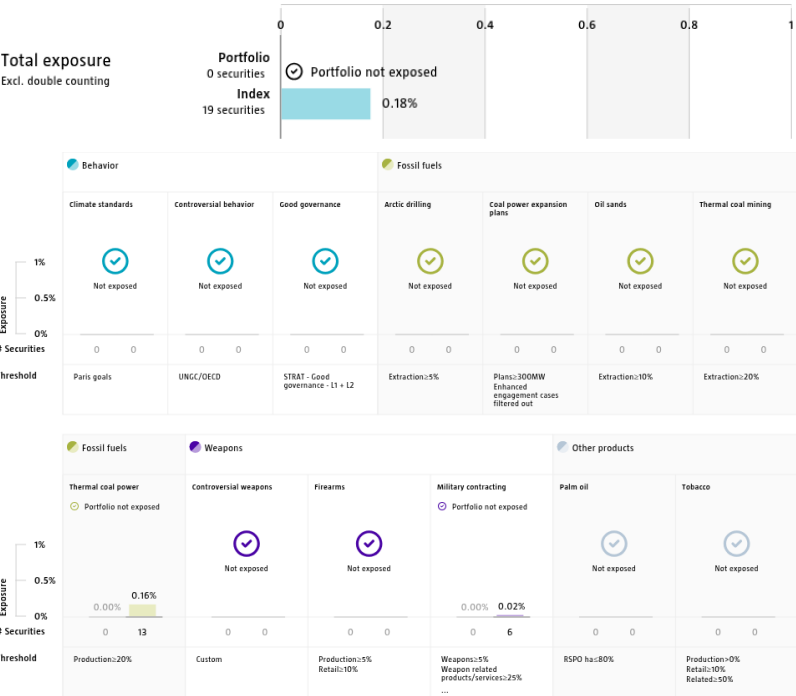 0 0.2 0.4 0.6 0.8 1
Total exposure
Excl. double counting
Portfolio
0 securities
Portfolio not exposed
Index
19 securities
0.18%
Behavior
Fossil fuels
Climate standards
Controversial behavior
Good governance
Arctic drilling
Coal power expansion
plans
Oil sands
Thermal coal mining
1%
0.5%
0%
Exposure
Not exposed Not exposed Not exposed Not exposed Not exposed Not exposed Not exposed
# Securities 0 0 0 0 0 0 0 0 0 0 0 0 0 0
hreshold
Paris goals
UNGC/OECD
STRAT - Good
governance - L1 + L2
Extraction≥5%
Plans≥300MW
Enhanced
engagement cases
filtered out
Extraction≥10%
Extraction≥20%
Fossil fuels
Weapons
Other products
Thermal coal power
Portfolio not exposed
Controversial weapons
Firearms
Military contracting
Portfolio not exposed
Palm oil
Tobacco
1%
0.5%
0%
Exposure
Not exposed Not exposed Not exposed Not exposed
0.00% 0.16%
0.00% 0.02%
# Securities 0 13 0 0 0 0 0 6 0 0 0 0
hreshold
Production≥20%
Custom
Production≥5%
Retail≥10%
Weapons≥5%
Weapon related
products/services≥25%
...
RSPO ha≤80%
Production>0%
Retail≥10%
Related≥50%